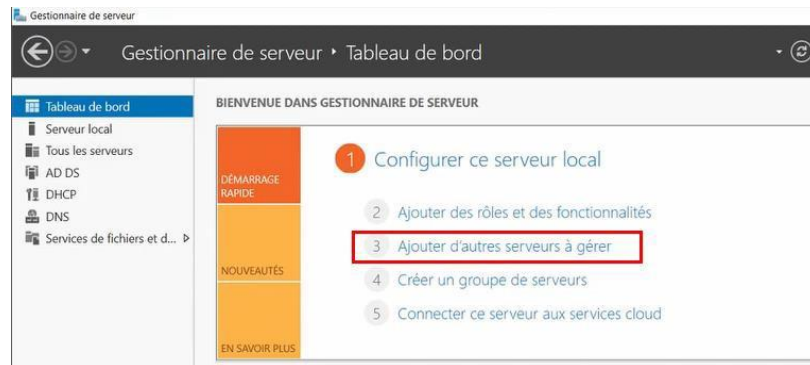 Gestionnaire de serveur
Gestionnaire de serveur • Tableau de bord
Tableau de bord
Serveur local
Tous les serveurs
AD DS
DHCP
DNS
Services de fichiers et d...
BIENVENUE DANS GESTIONNAIRE DE SERVEUR
DÉMARRAGE
RAPIDE
NOUVEAUTÉS
EN SAVOIR PLUS
1 Configurer ce serveur local
2 Ajouter des rôles et des fonctionnalités
3 Ajouter d'autres serveurs à gérer
4 Créer un groupe de serveurs
5 Connecter ce serveur aux services cloud